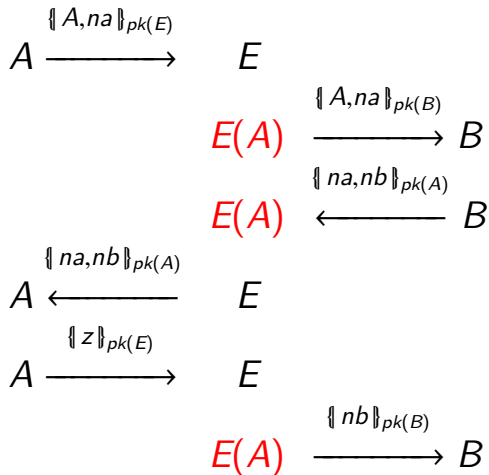 ⦃ A,na ⦄pk(E)
A ⟶ E
⦃ A,na ⦄pk(B)
E(A) ⟶ B
⦃ na,nb ⦄pk(A)
E(A) ⟵ B
⦃ na,nb ⦄pk(A)
A ⟵ E
⦃ z ⦄pk(E)
A ⟶ E
⦃ nb ⦄pk(B)
E(A) ⟶ B